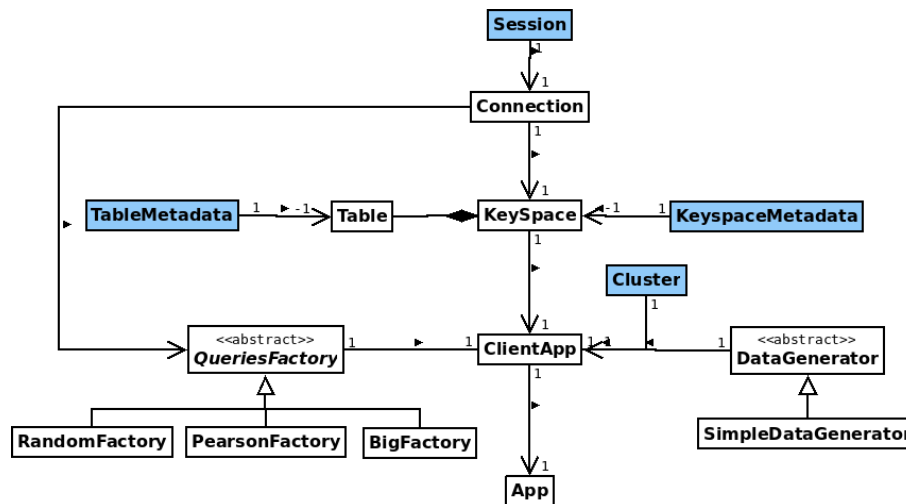 Session
1
1
Connection
1
1
TableMetadata
1
-1
Table
KeySpace
-1
1
KeyspaceMetadata
1
Cluster
1
1
<<abstract>>
QueriesFactory
1
1
ClientApp
1
1
<<abstract>>
DataGenerator
1
RandomFactory
PearsonFactory
BigFactory
SimpleDataGenerator
1
App